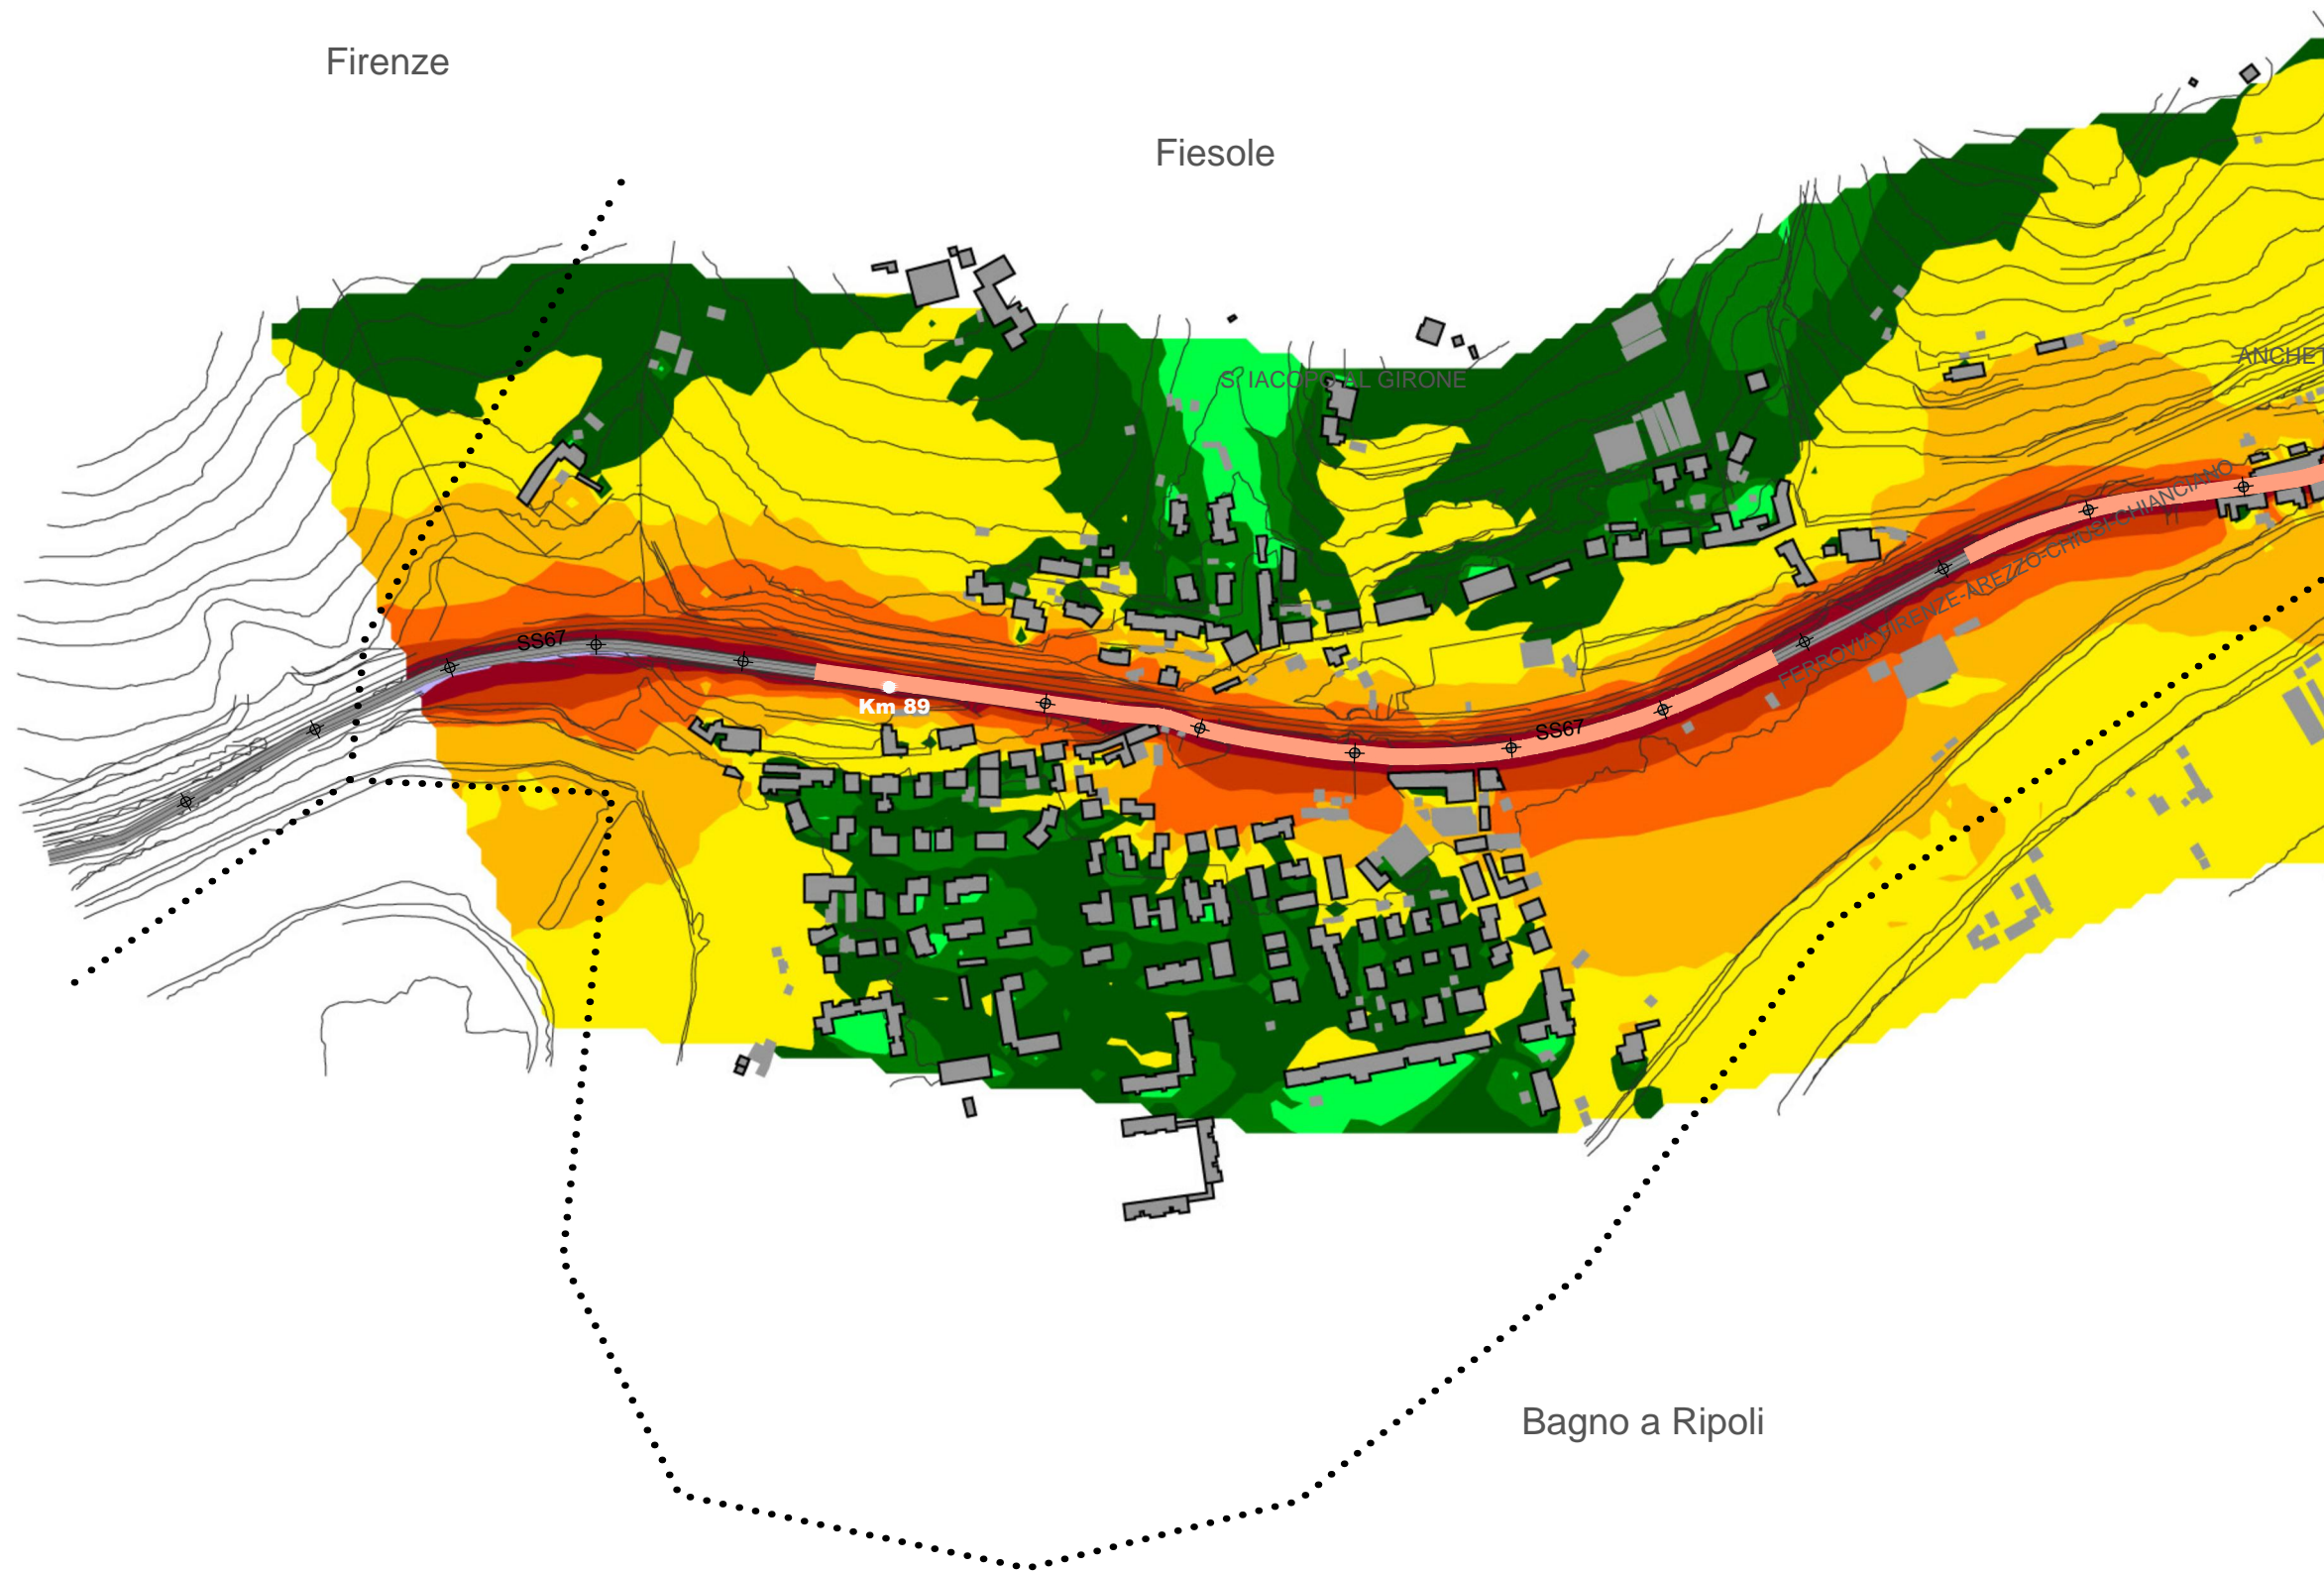 Firenze
Fiesole
S. IACOPO AL GIRONE
ANCHET
SS67
Km 89
SS67
FERROVIA FIRENZE-AREZZO-CHIUSI-CHIANCIANO
Bagno a Ripoli